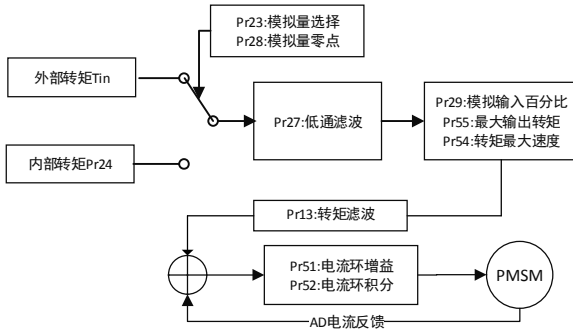 Pr23:模拟量选择
Pr28:模拟量零点
外部转矩Tin
Pr27:低通滤波
Pr29:模拟输入百分比
Pr55:最大输出转矩
Pr54:转矩最大速度
内部转矩Pr24
Pr13:转矩滤波
Pr51:电流环增益
Pr52:电流环积分
PMSM
AD电流反馈